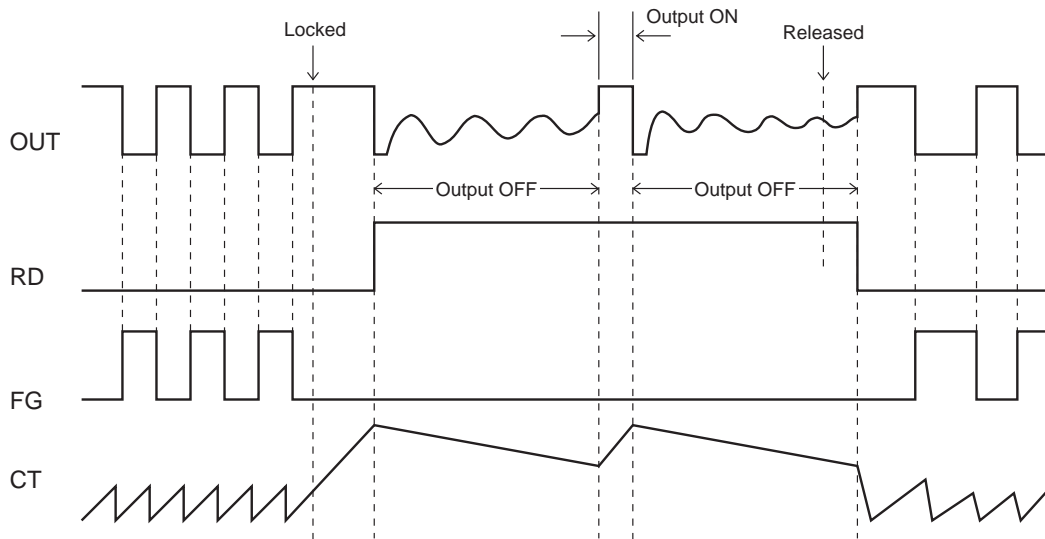 Output ON
Locked
Released
OUT
Output OFF
Output OFF
RD
FG
CT